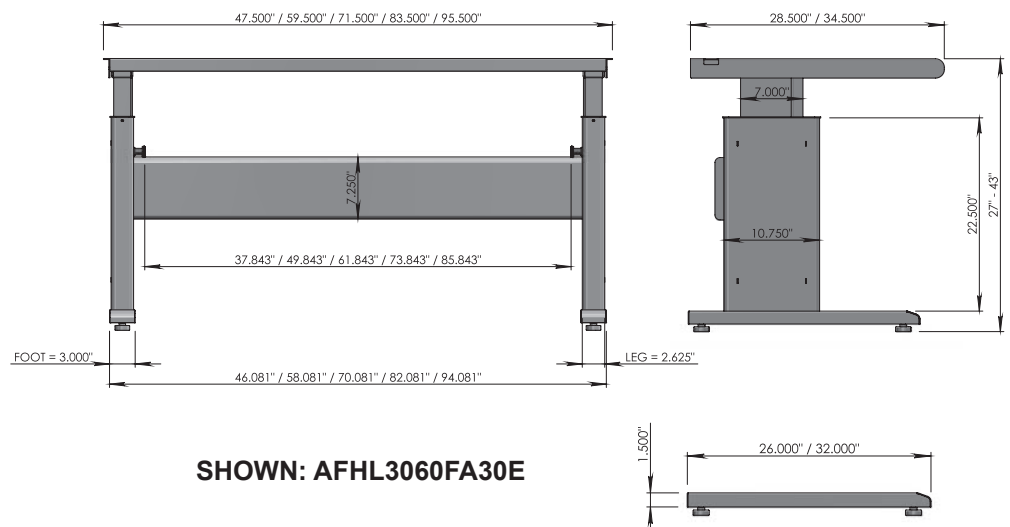 47.500" / 59.500" / 71.500" / 83.500" / 95.500"
28.500" / 34.500"
7.000"
7.250"
22.500"
27" - 43"
10.750"
37.843" / 49.843" / 61.843" / 73.843" / 85.843"
FOOT = 3.000"
LEG = 2.625"
46.081" / 58.081" / 70.081" / 82.081" / 94.081"
1.500"
26.000" / 32.000"
SHOWN: AFHL3060FA30E